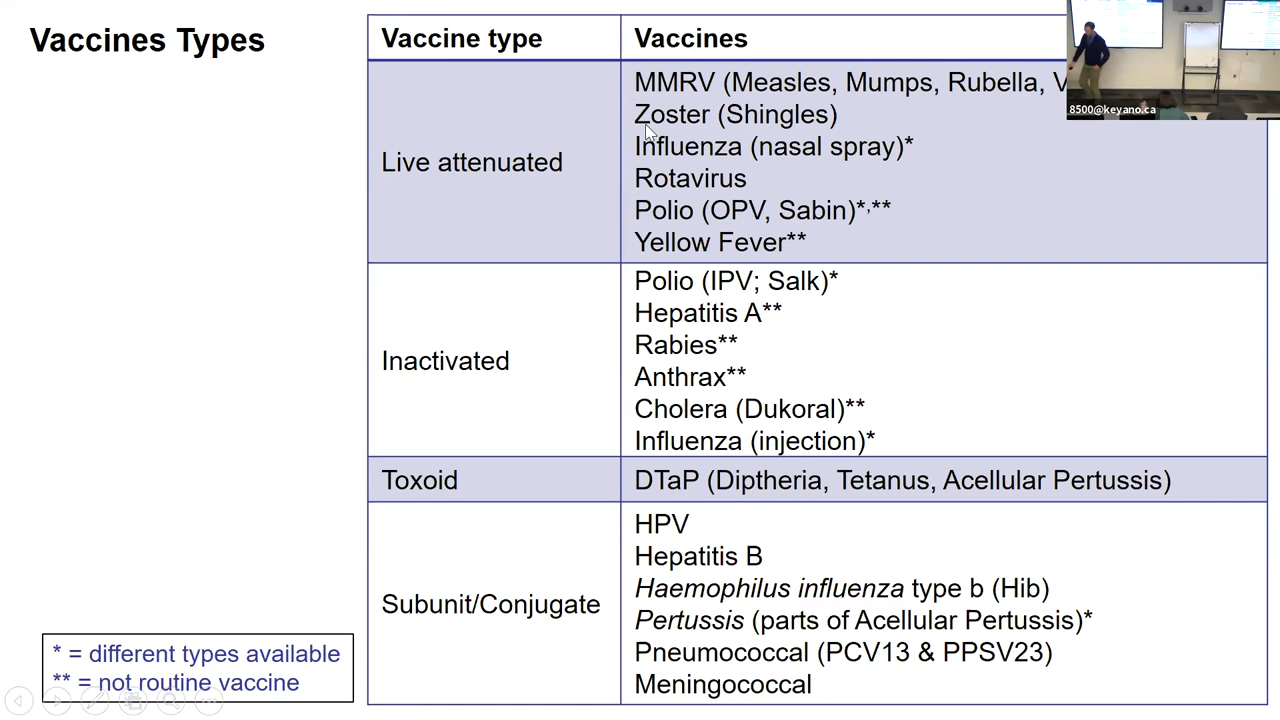 Vaccines Types
Vaccine type
Vaccines
Live attenuated
MMRV (Measles, Mumps, Rubella, V
Zoster (Shingles)
Influenza (nasal spray)*
Rotavirus
Polio (OPV, Sabin)*,**
Yellow Fever**
Inactivated
Polio (IPV; Salk)*
Hepatitis A**
Rabies**
Anthrax**
Cholera (Dukoral)**
Influenza (injection)*
Toxoid
DTaP (Diptheria, Tetanus, Acellular Pertussis)
Subunit/Conjugate
HPV
Hepatitis B
Haemophilus influenza type b (Hib)
Pertussis (parts of Acellular Pertussis)*
Pneumococcal (PCV13 & PPSV23)
Meningococcal
* = different types available
** = not routine vaccine
8500@keyano.ca